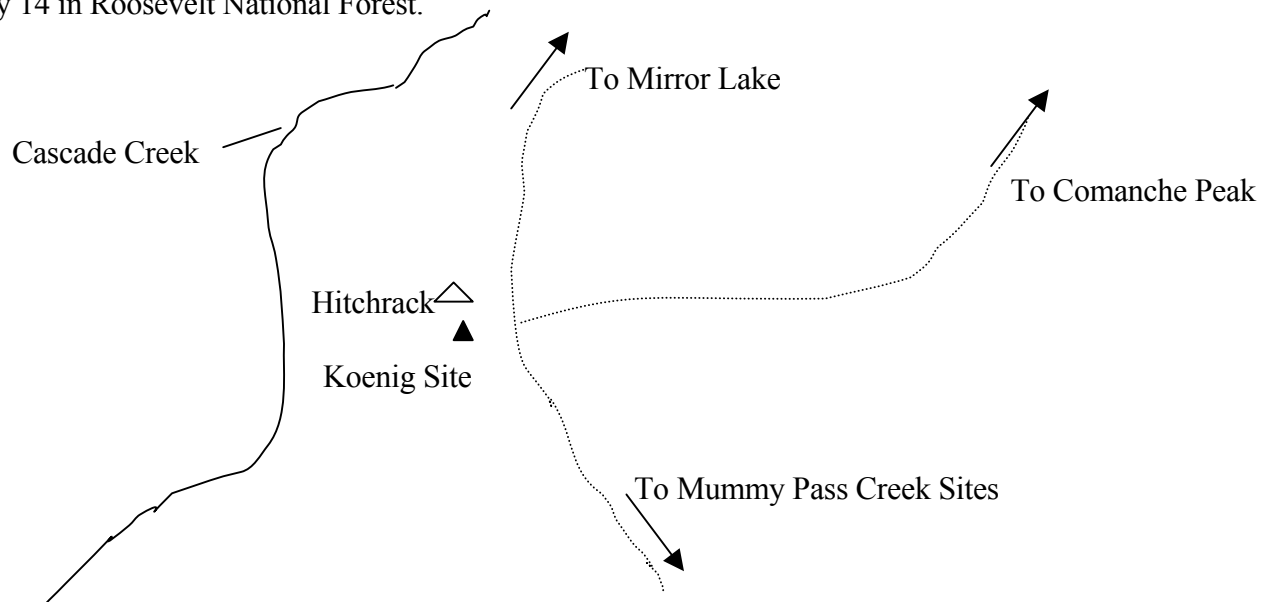 y 14 in Roosevelt National Forest.
To Mirror Lake
Cascade Creek
To Comanche Peak
Hitchrack
Koenig Site
To Mummy Pass Creek Sites